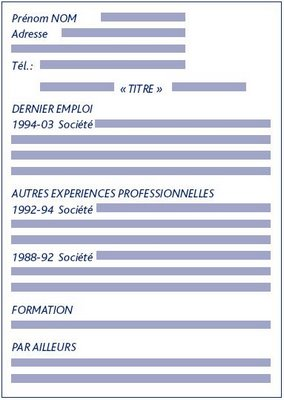 Prénom NOM
Adresse
Tél.:
« TITRE »
DERNIER EMPLOI
1994-03 Société
AUTRES EXPERIENCES PROFESSIONNELLES
1992-94 Société
1988-92 Société
FORMATION
PAR AILLEURS